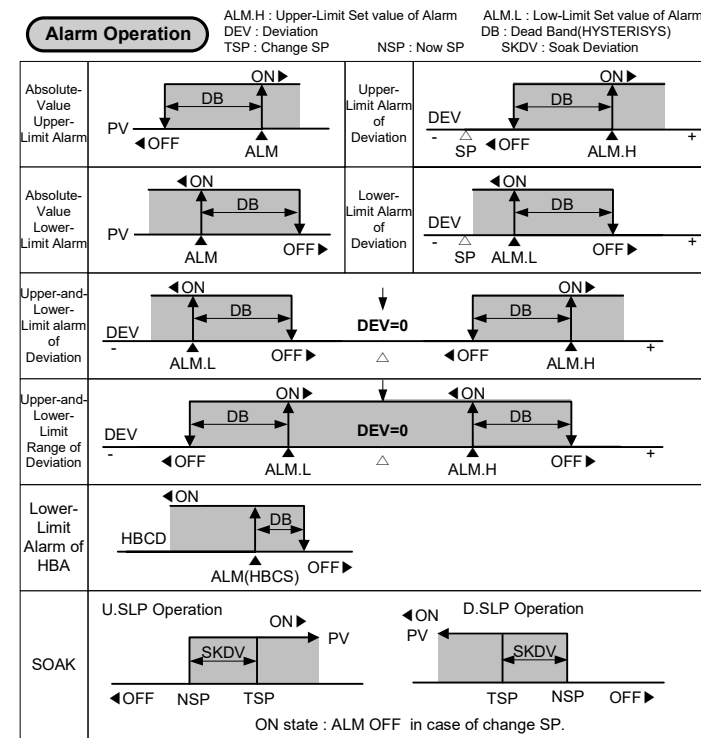 Alarm Operation
ALM.H : Upper-Limit Set value of Alarm
ALM.L : Low-Limit Set value of Alarm
DEV : Deviation
DB : Dead Band(HYSTERISYS)
TSP : Change SP
NSP : Now SP
SKDV : Soak Deviation
Absolute-
Value
Upper-
Limit Alarm
ON▶
DB
PV
◀OFF
ALM
Upper-
Limit Alarm
of
Deviation
ON▶
DB
DEV
-
+
SP
◀OFF
ALM.H
Absolute-
Value
Lower-
Limit Alarm
◀ON
DB
PV
ALM
OFF▶
Lower-
Limit Alarm
of
Deviation
◀ON
DB
DEV
-
+
SP
ALM.L
OFF▶
Upper-and-
Lower-
Limit alarm
of
Deviation
◀ON
ON▶
DB
DB
DEV
DEV=0
-
+
ALM.L
OFF▶
◀OFF
ALM.H
Upper-and-
Lower-
Limit
Range of
Deviation
ON▶
◀ON
DB
DB
DEV
DEV=0
-
+
◀OFF
ALM.L
ALM.H
OFF▶
Lower-
Limit
Alarm of
HBA
◀ON
DB
HBCD
ALM(HBCS)
OFF▶
SOAK
U.SLP Operation
ON▶
PV
SKDV
◀OFF
NSP
TSP
D.SLP Operation
◀ON
PV
SKDV
TSP
NSP
OFF▶
ON state : ALM OFF in case of change SP.